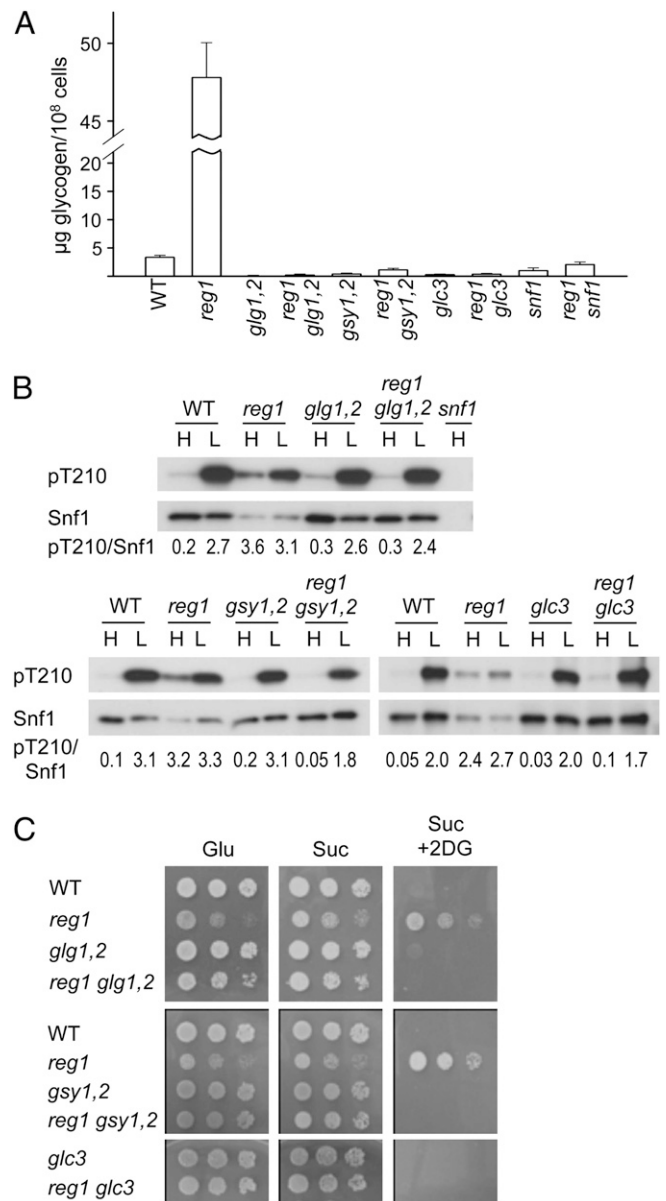 A
µg glycogen/10⁸ cells
50
45
20
15
10
5
WT
reg1
glg1,2
reg1 glg1,2
gsy1,2
reg1 gsy1,2
glc3
reg1 glc3
snf1
reg1 snf1
B
WT reg1 glg1,2 reg1 glg1,2 snf1
H L H L H L H L H
pT210
Snf1
pT210/Snf1 0.2 2.7 3.6 3.1 0.3 2.6 0.3 2.4
WT reg1 gsy1,2 reg1 gsy1,2
H L H L H L H L
pT210
Snf1
pT210/Snf1 0.1 3.1 3.2 3.3 0.2 3.1 0.05 1.8
WT reg1 glc3 reg1 glc3
H L H L H L H L
0.05 2.0 2.4 2.7 0.03 2.0 0.1 1.7
C
Glu Suc Suc +2DG
WT
reg1
glg1,2
reg1 glg1,2
WT
reg1
gsy1,2
reg1 gsy1,2
glc3
reg1 glc3